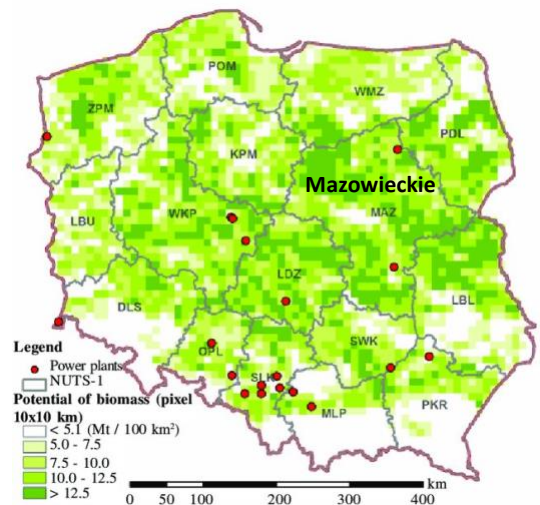 POM
WMZ
ZPM
PDL
KPM
Mazowieckie
MAZ
LBU
WKP
LDZ
LBL
DLS
OPL
SWK
SLK
MLP
PKR
Legend
Power plants
NUTS-1
Potential of biomass (pixel
10x10 km)
< 5.1 (Mt / 100 km²)
5.0 - 7.5
7.5 - 10.0
10.0 - 12.5
> 12.5
0 100 200 300 400
km